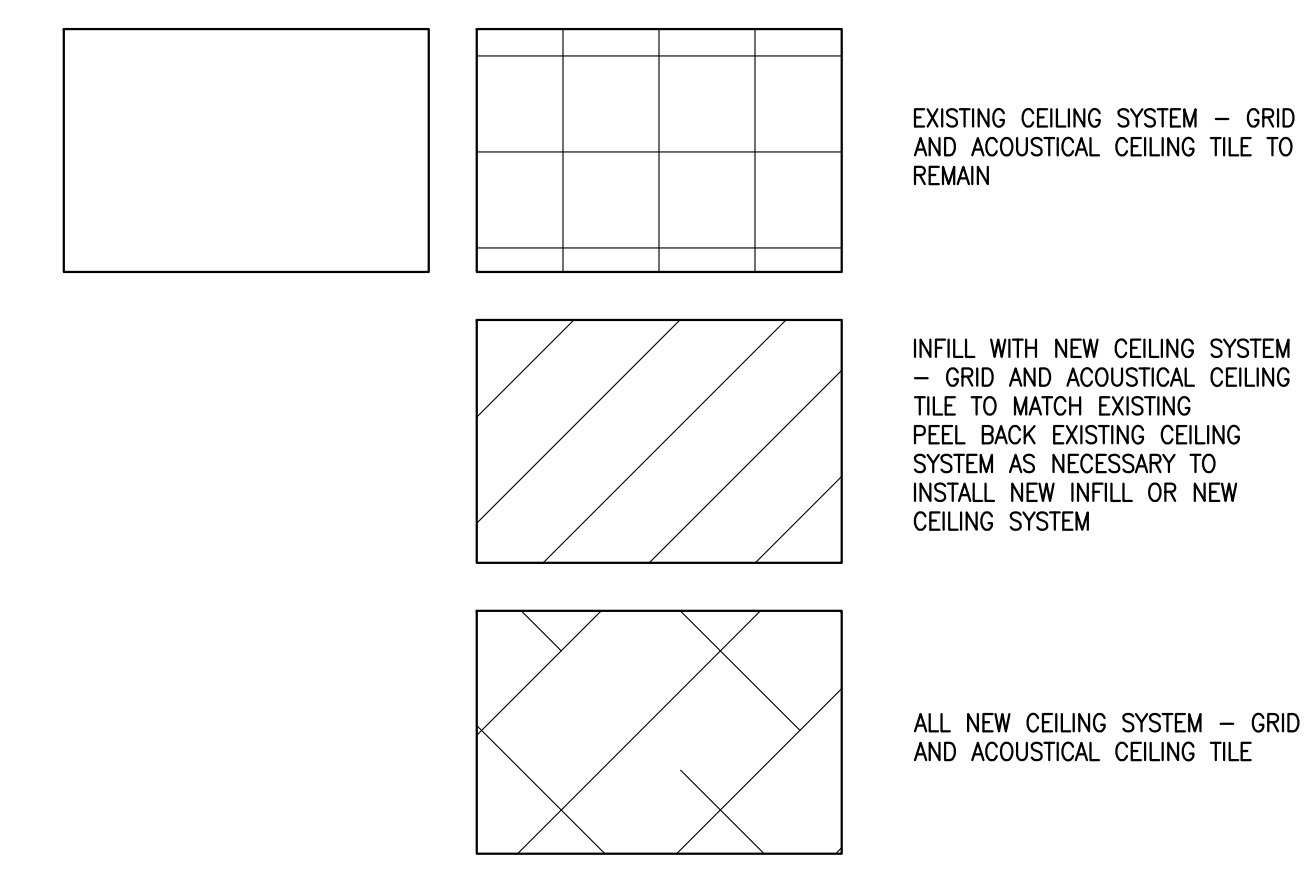 EXISTING CEILING SYSTEM – GRID
AND ACOUSTICAL CEILING TILE TO
REMAIN
INFILL WITH NEW CEILING SYSTEM
– GRID AND ACOUSTICAL CEILING
TILE TO MATCH EXISTING
PEEL BACK EXISTING CEILING
SYSTEM AS NECESSARY TO
INSTALL NEW INFILL OR NEW
CEILING SYSTEM
ALL NEW CEILING SYSTEM – GRID
AND ACOUSTICAL CEILING TILE